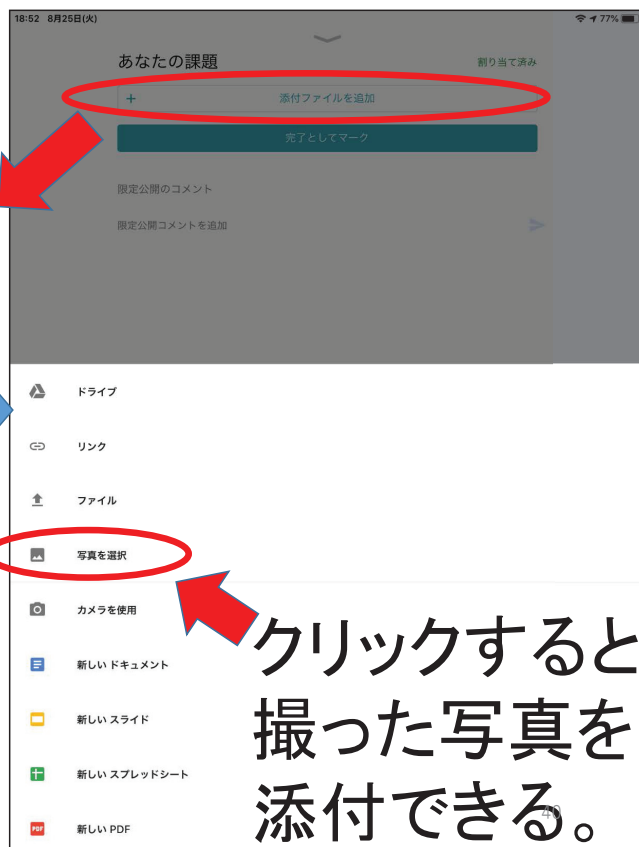 18:52 8月25日(火)
77%
あなたの課題
割り当て済み
+ 添付ファイルを追加
完了としてマーク
限定公開のコメント
限定公開コメントを追加
ドライブ
リンク
ファイル
写真を選択
カメラを使用
新しい ドキュメント
新しい スライド
新しい スプレッドシート
PDF 新しい PDF
クリックすると
撮った写真を
添付できる。
40